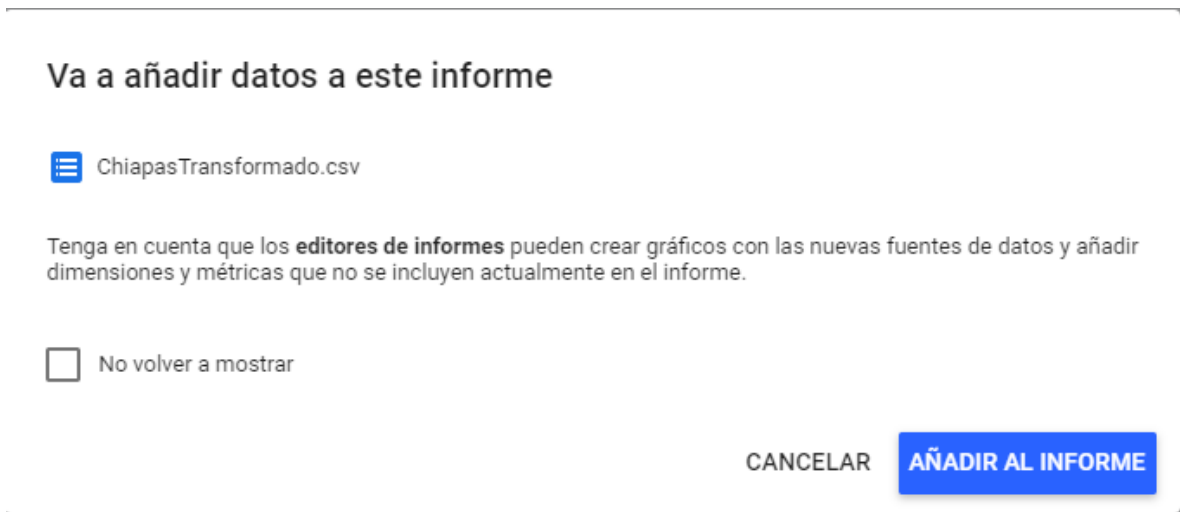 Va a añadir datos a este informe
ChiapasTransformado.csv
Tenga en cuenta que los editores de informes pueden crear gráficos con las nuevas fuentes de datos y añadir
dimensiones y métricas que no se incluyen actualmente en el informe.
No volver a mostrar
CANCELAR
AÑADIR AL INFORME